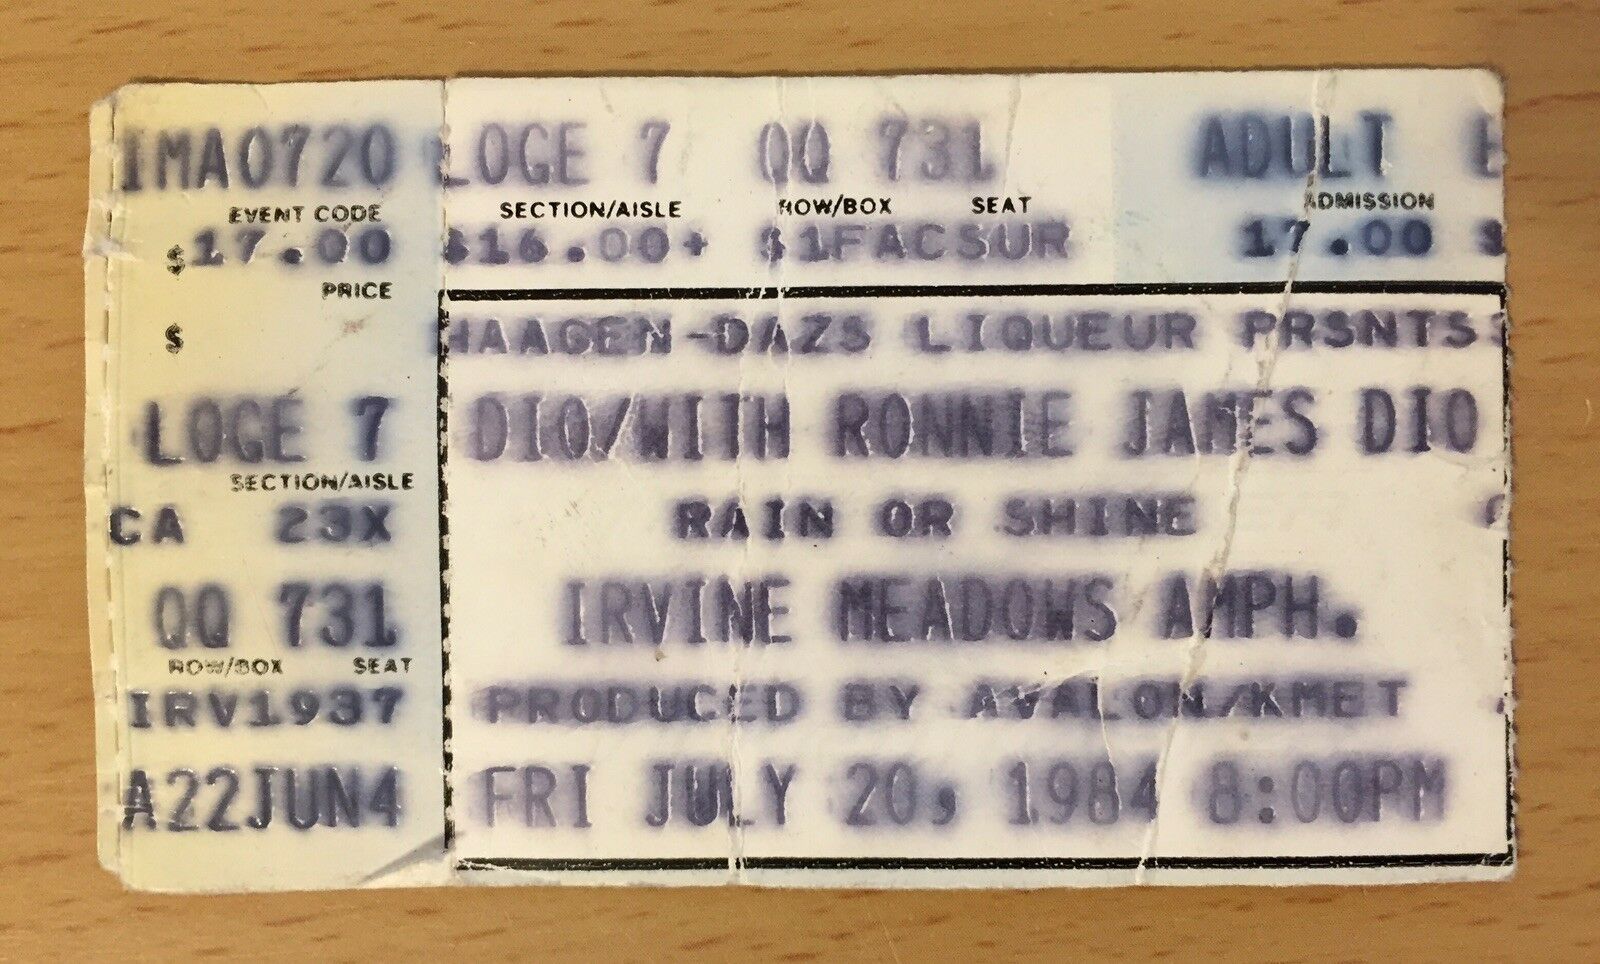 IMA0720 LOGE 7 QQ 731 ADULT
EVENT CODE SECTION/AISLE ROW/BOX SEAT ADMISSION
$17.00 $16.00+ $1FACSUR 17.00
PRICE
$
HAAGEN-DAZS LIQUEUR PRSNTS
LOGE 7 DIO/WITH RONNIE JAMES DIO
SECTION/AISLE
CA 23X RAIN OR SHINE
QQ 731 IRVINE MEADOWS AMPH.
ROW/BOX SEAT
IRV1937 PRODUCED BY AVALON/KMET
A22JUN4 FRI JULY 20, 1984 8:00PM